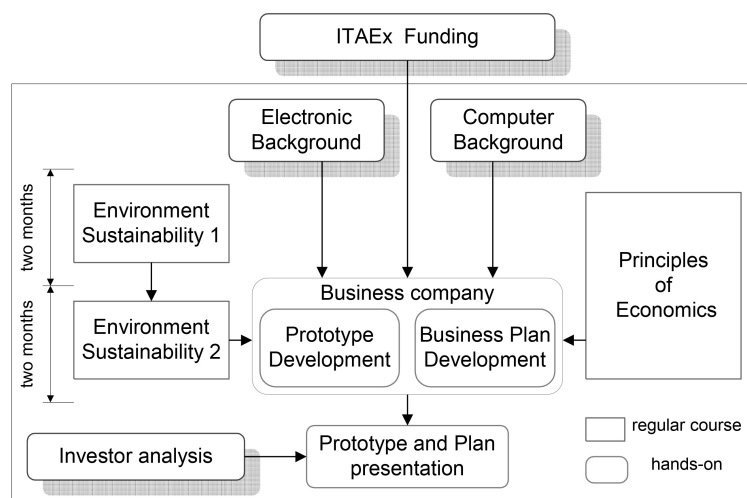 ITAEx Funding
Electronic
Background
Computer
Background
two months
Environment
Sustainability 1
Principles
of
Economics
two months
Environment
Sustainability 2
Business company
Prototype
Development
Business Plan
Development
Investor analysis
Prototype and Plan
presentation
regular course
hands-on